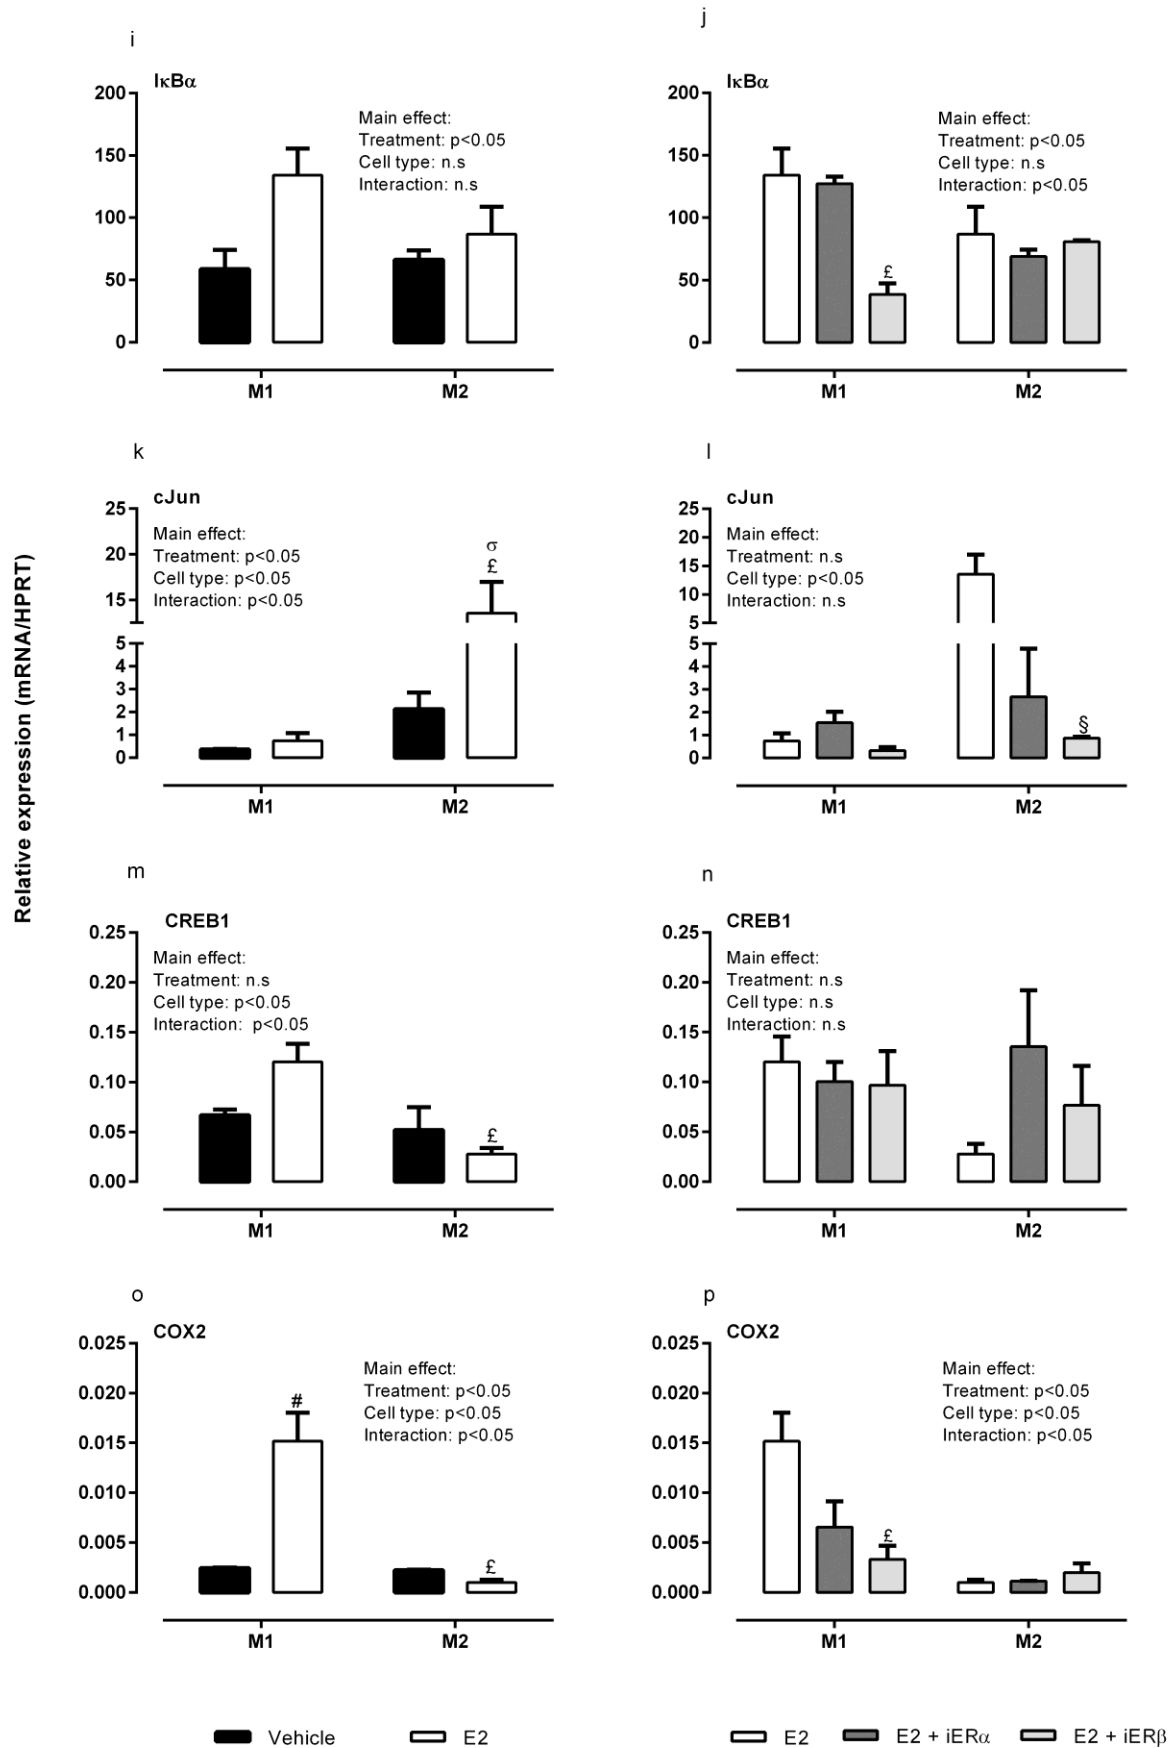 i
IκBα
200
150
100
50
0
Main effect:
Treatment: p<0.05
Cell type: n.s
Interaction: n.s
M1
M2
j
IκBα
200
150
100
50
0
Main effect:
Treatment: p<0.05
Cell type: n.s
Interaction: p<0.05
£
M1
M2
Relative expression (mRNA/HPRT)
k
cJun
25
20
15
5
4
3
2
1
0
Main effect:
Treatment: p<0.05
Cell type: p<0.05
Interaction: p<0.05
σ
£
M1
M2
l
cJun
25
20
15
10
5
5
4
3
2
1
0
Main effect:
Treatment: n.s
Cell type: p<0.05
Interaction: n.s
§
M1
M2
m
CREB1
0.25
0.20
0.15
0.10
0.05
0.00
Main effect:
Treatment: n.s
Cell type: p<0.05
Interaction: p<0.05
£
M1
M2
n
CREB1
0.25
0.20
0.15
0.10
0.05
0.00
Main effect:
Treatment: n.s
Cell type: n.s
Interaction: n.s
M1
M2
o
COX2
0.025
0.020
0.015
0.010
0.005
0.000
Main effect:
Treatment: p<0.05
Cell type: p<0.05
Interaction: p<0.05
#
£
M1
M2
p
COX2
0.025
0.020
0.015
0.010
0.005
0.000
Main effect:
Treatment: p<0.05
Cell type: p<0.05
Interaction: p<0.05
£
M1
M2
Vehicle
E2
E2
E2 + iERα
E2 + iERβ